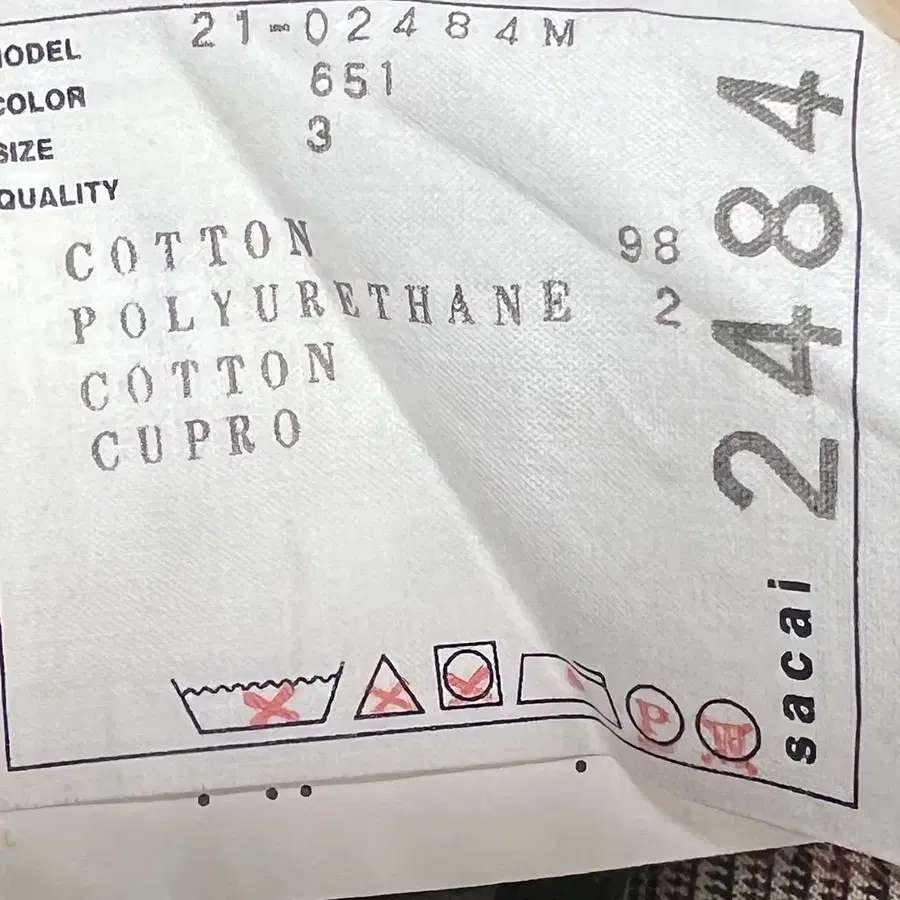 MODEL 21-02484M
COLOR 651
SIZE 3
QUALITY
COTTON 98
POLYURETHANE 2
COTTON
CUPRO
P
sacai 2484